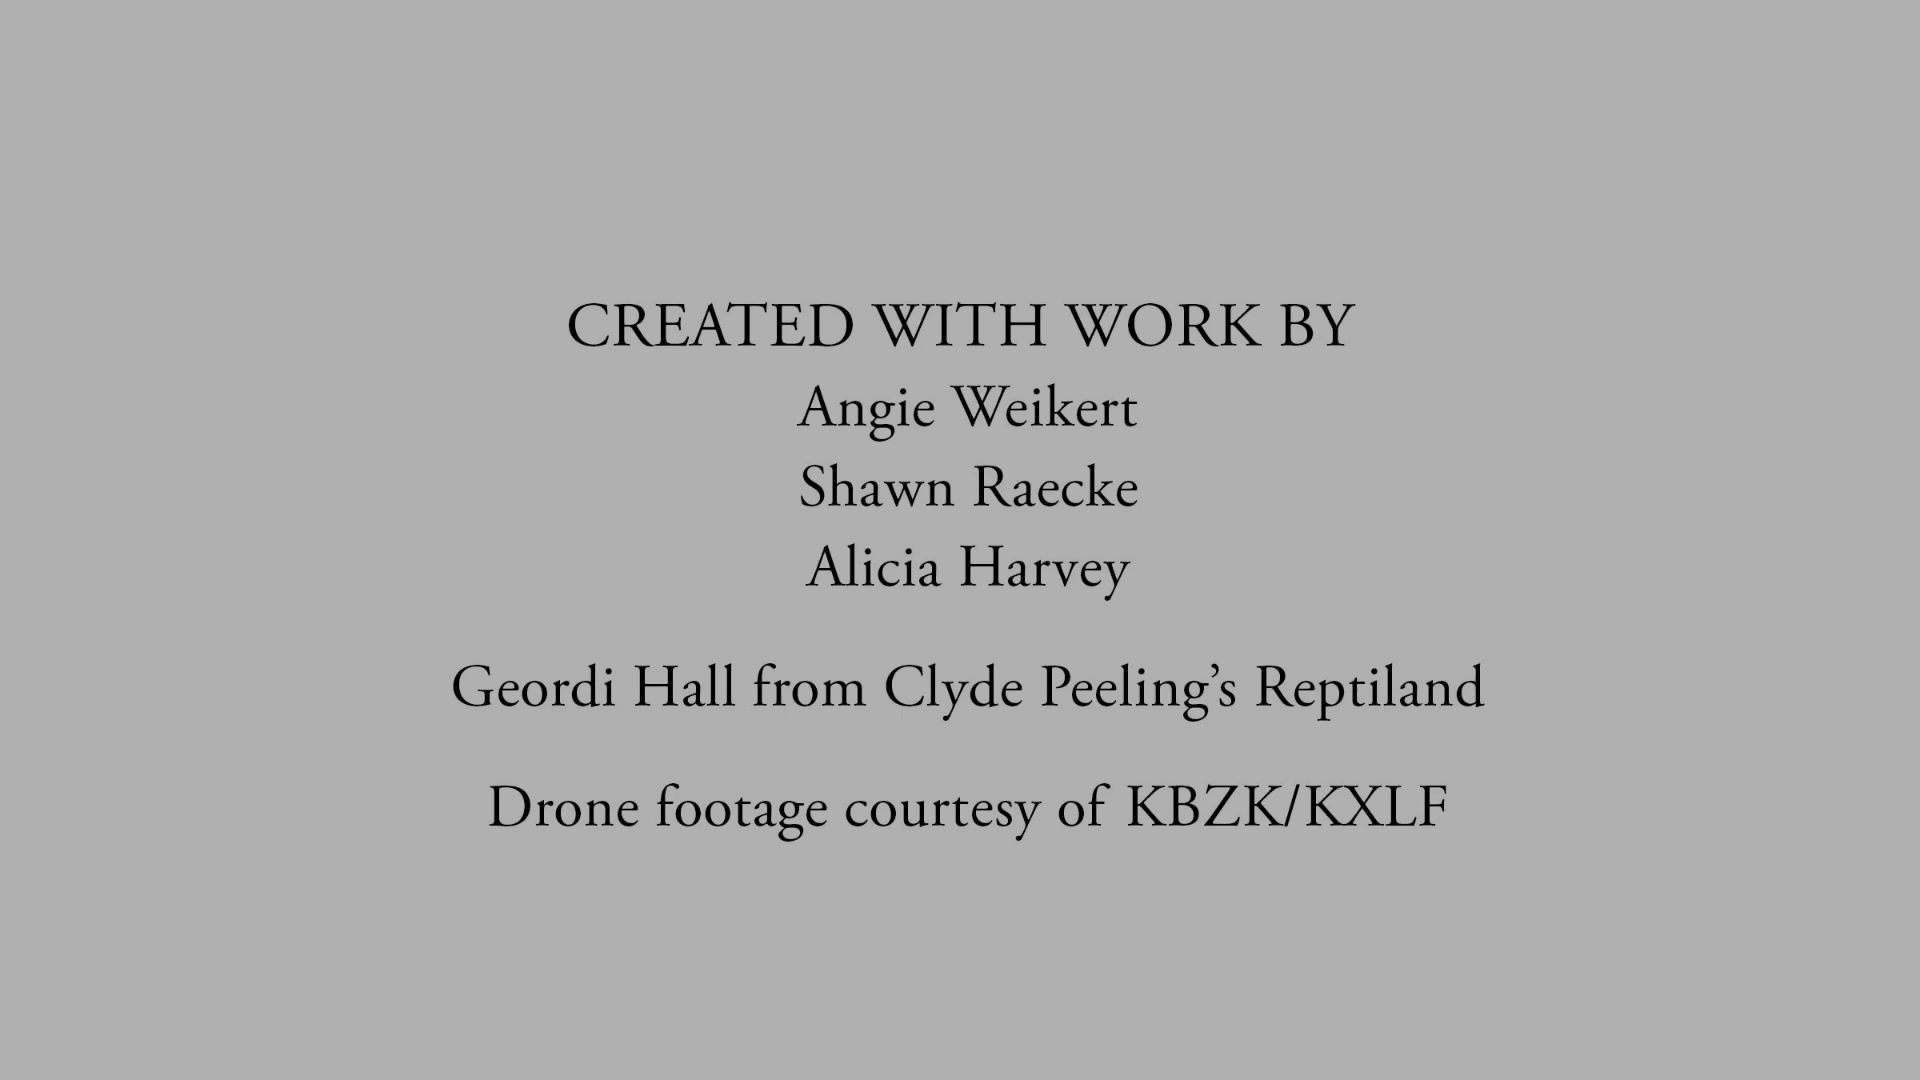 CREATED WITH WORK BY
Angie Weikert
Shawn Raecke
Alicia Harvey
Geordi Hall from Clyde Peeling’s Reptiland
Drone footage courtesy of KBZK/KXLF